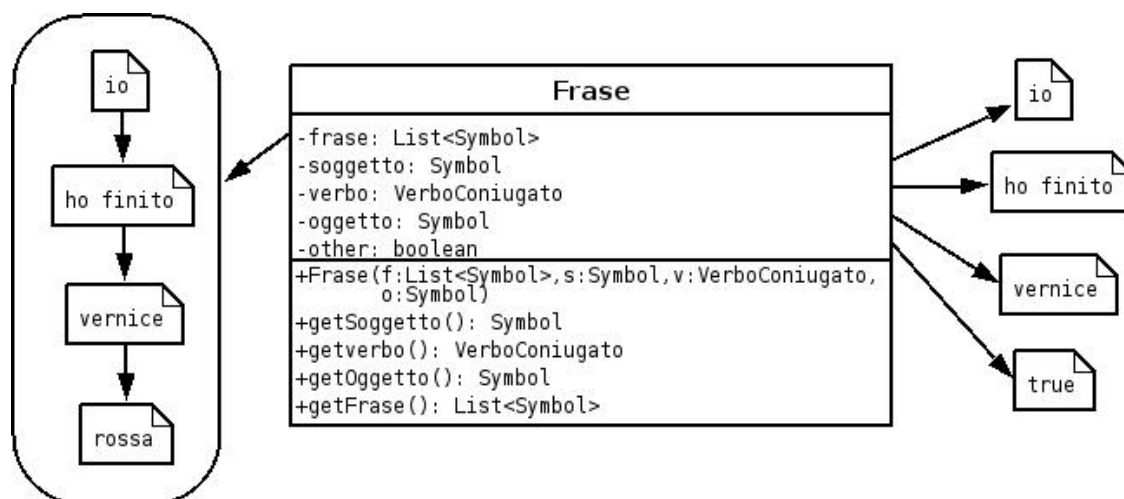 io
ho finito
vernice
rossa
Frase
-frase: List<Symbol>
-soggetto: Symbol
-verbo: VerboConiugato
-oggetto: Symbol
-other: boolean
+Frase(f:List<Symbol>,s:Symbol,v:VerboConiugato,
o:Symbol)
+getSoggetto(): Symbol
+getverbo(): VerboConiugato
+getOggetto(): Symbol
+getFrase(): List<Symbol>
io
ho finito
vernice
true